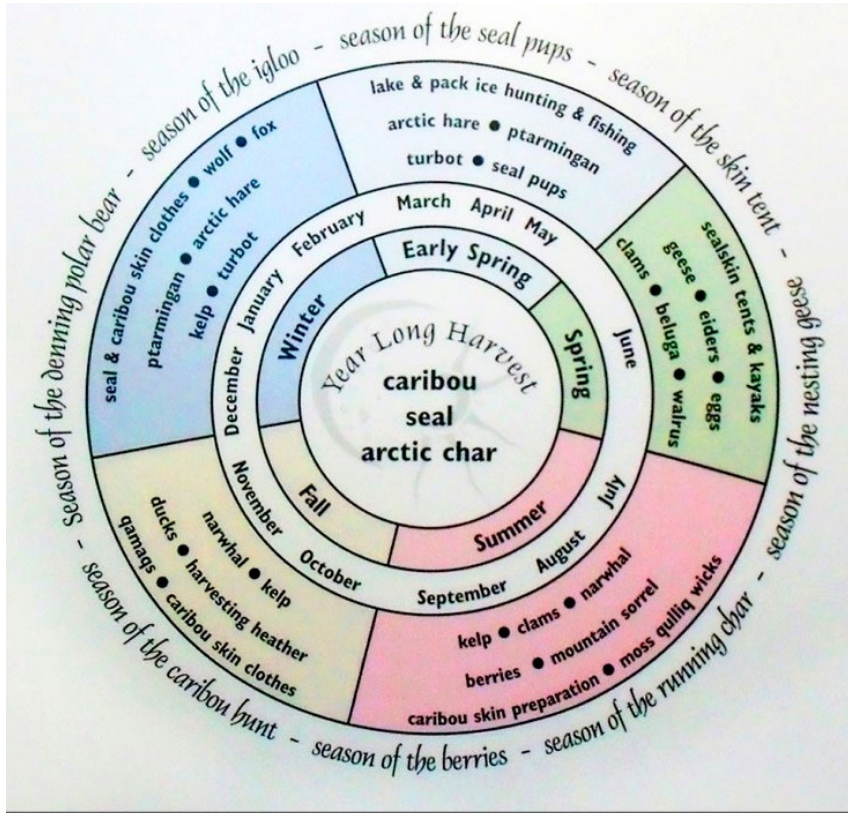 season of the igloo - season of the seal pups - season of the skin tent - season of the nesting geese - season of the running char - season of the berries - season of the caribou hunt - season of the denning polar bear -
lake & pack ice hunting & fishing
arctic hare ● ptarmingan
turbot ● seal pups
sealskin tents & kayaks
geese ● eiders ● eggs
clams ● beluga ● walrus
kelp ● clams ● narwhal
berries ● mountain sorrel
caribou skin preparation ● moss qulliq wicks
narwhal ● kelp
ducks ● harvesting heather
qamaqs ● caribou skin clothes
seal & caribou skin clothes ● wolf ● fox
ptarmingan ● arctic hare
kelp ● turbot
January
February
March
April
May
June
July
August
September
October
November
December
Early Spring
Spring
Summer
Fall
Winter
Year Long Harvest
caribou
seal
arctic char